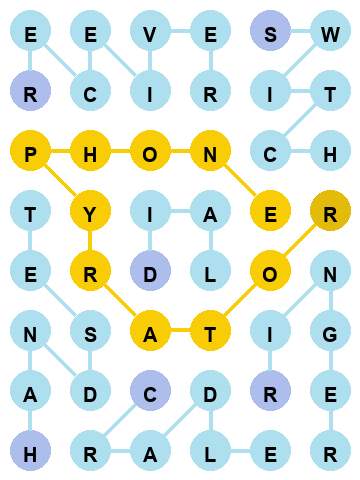 E E V E S W
R C I R I T
P H O N C H
T Y I A E R
E R D L O N
N S A T I G
A D C D R E
H R A L E R